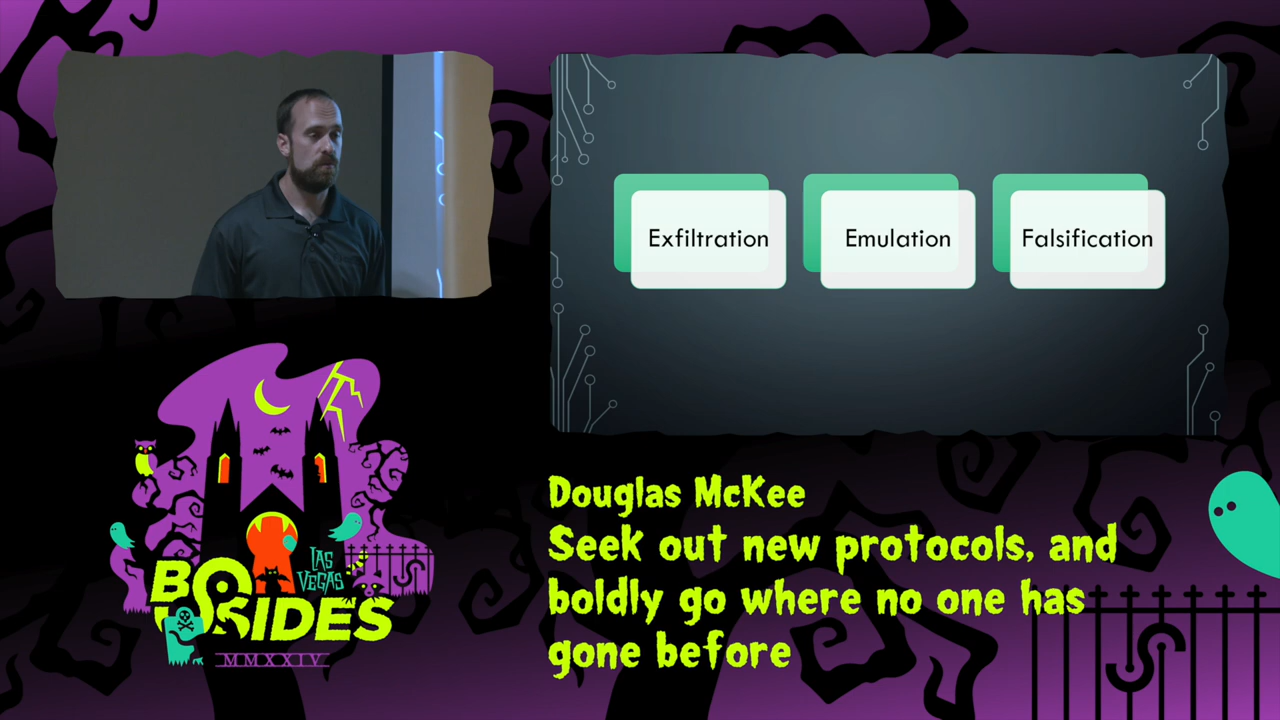 Exfiltration
Emulation
Falsification
BSIDES
LAS
VEGAS
MMXXIV
Douglas McKee
Seek out new protocols, and
boldly go where no one has
gone before